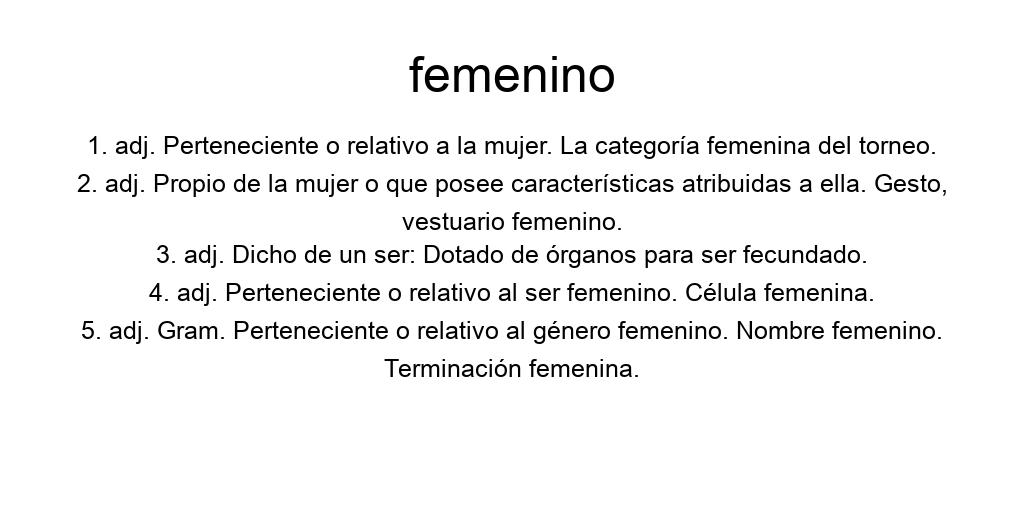 femenino
1. adj. Perteneciente o relativo a la mujer. La categoría femenina del torneo.
2. adj. Propio de la mujer o que posee características atribuidas a ella. Gesto,
vestuario femenino.
3. adj. Dicho de un ser: Dotado de órganos para ser fecundado.
4. adj. Perteneciente o relativo al ser femenino. Célula femenina.
5. adj. Gram. Perteneciente o relativo al género femenino. Nombre femenino.
Terminación femenina.